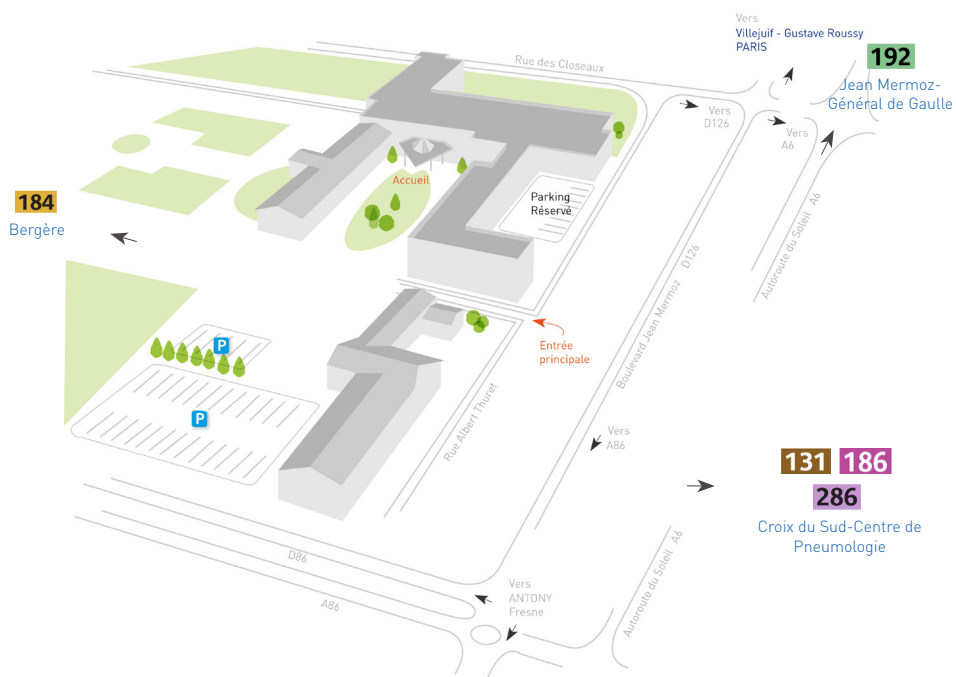 Vers
Villejuif - Gustave Roussy
PARIS
192
Jean Mermoz-
Général de Gaulle
Rue des Closeaux
Vers
D126
Vers
A6
Accueil
Parking
Réservé
184
Bergère
Autoroute du Soleil A6
Boulevard Jean Mermoz D126
Entrée
principale
P
P
Rue Albert Thuret
Vers
A86
131 186
286
Croix du Sud-Centre de
Pneumologie
Autoroute du Soleil A6
D86
A86
Vers
ANTONY
Fresne